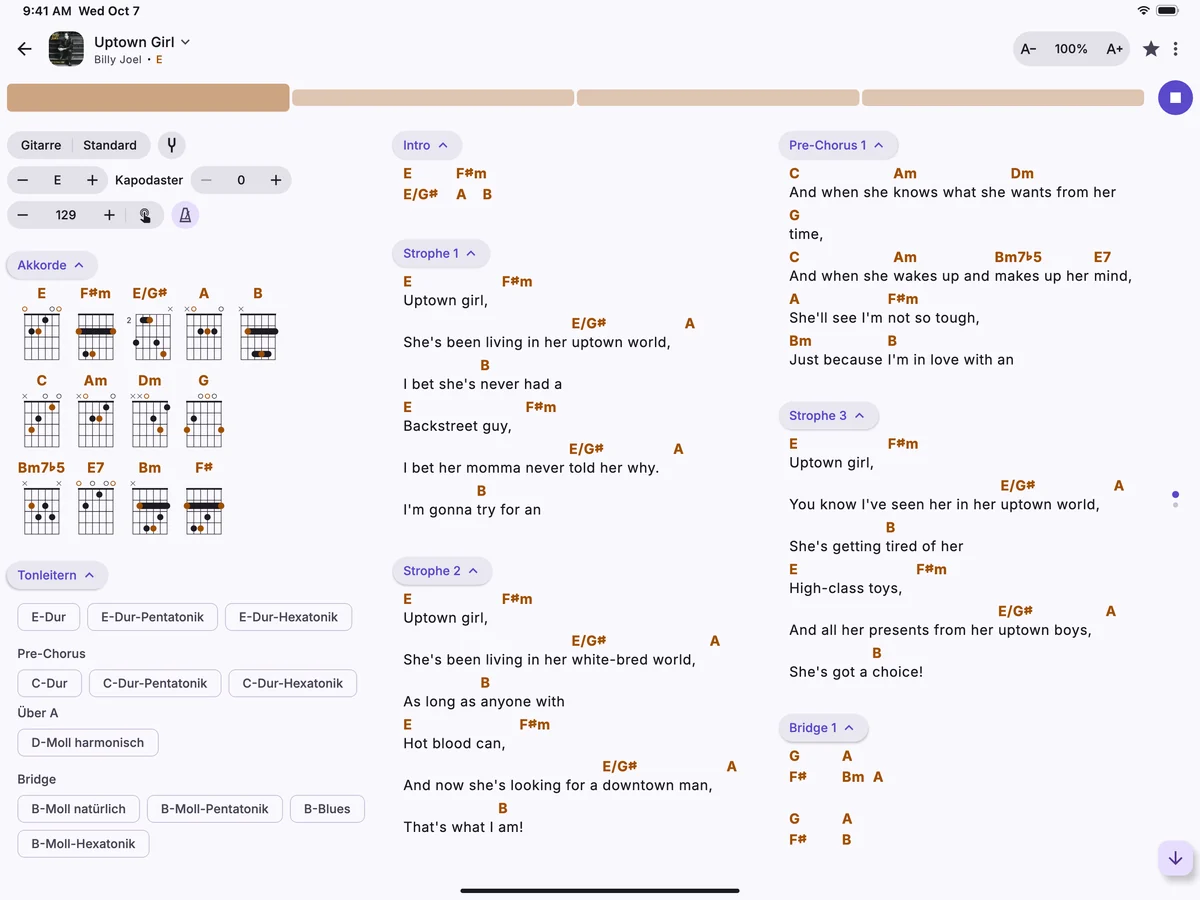 9:41 AM Wed Oct 7
Uptown Girl
Billy Joel • E
A− 100% A+
Gitarre Standard
− E + Kapodaster − 0 +
− 129 +
Akkorde
E F#m E/G# A B
2
C Am Dm G
Bm7♭5 E7 Bm F#
Tonleitern
E-Dur E-Dur-Pentatonik E-Dur-Hexatonik
Pre-Chorus
C-Dur C-Dur-Pentatonik C-Dur-Hexatonik
Über A
D-Moll harmonisch
Bridge
B-Moll natürlich B-Moll-Pentatonik B-Blues
B-Moll-Hexatonik
Intro
E F#m
E/G# A B
Strophe 1
E F#m
Uptown girl,
E/G# A
She's been living in her uptown world,
B
I bet she's never had a
E F#m
Backstreet guy,
E/G# A
I bet her momma never told her why.
B
I'm gonna try for an
Strophe 2
E F#m
Uptown girl,
E/G# A
She's been living in her white-bred world,
B
As long as anyone with
E F#m
Hot blood can,
E/G# A
And now she's looking for a downtown man,
B
That's what I am!
Pre-Chorus 1
C Am Dm
And when she knows what she wants from her
G
time,
C Am Bm7♭5 E7
And when she wakes up and makes up her mind,
A F#m
She'll see I'm not so tough,
Bm B
Just because I'm in love with an
Strophe 3
E F#m
Uptown girl,
E/G# A
You know I've seen her in her uptown world,
B
She's getting tired of her
E F#m
High-class toys,
E/G# A
And all her presents from her uptown boys,
B
She's got a choice!
Bridge 1
G A
F# Bm A
G A
F# B